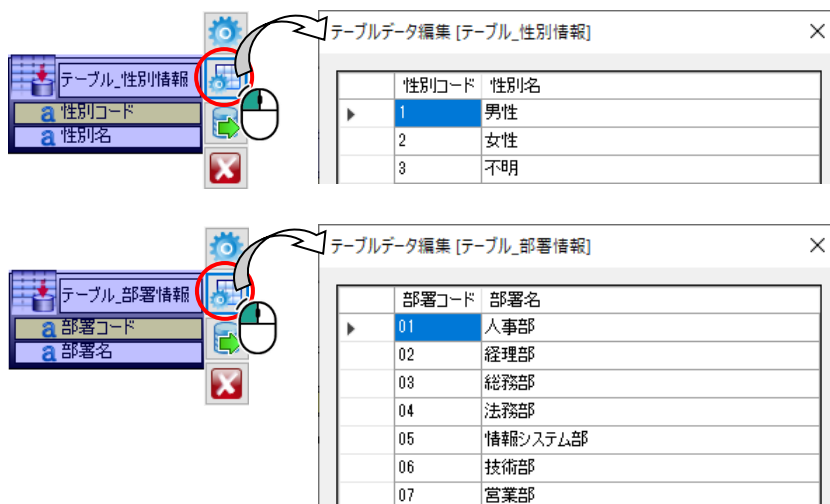 テーブルデータ編集 [テーブル_性別情報]
テーブル_性別情報
a 性別コード
a 性別名
性別コード 性別名
1 男性
2 女性
3 不明
テーブルデータ編集 [テーブル_部署情報]
テーブル_部署情報
a 部署コード
a 部署名
部署コード 部署名
01 人事部
02 経理部
03 総務部
04 法務部
05 情報システム部
06 技術部
07 営業部